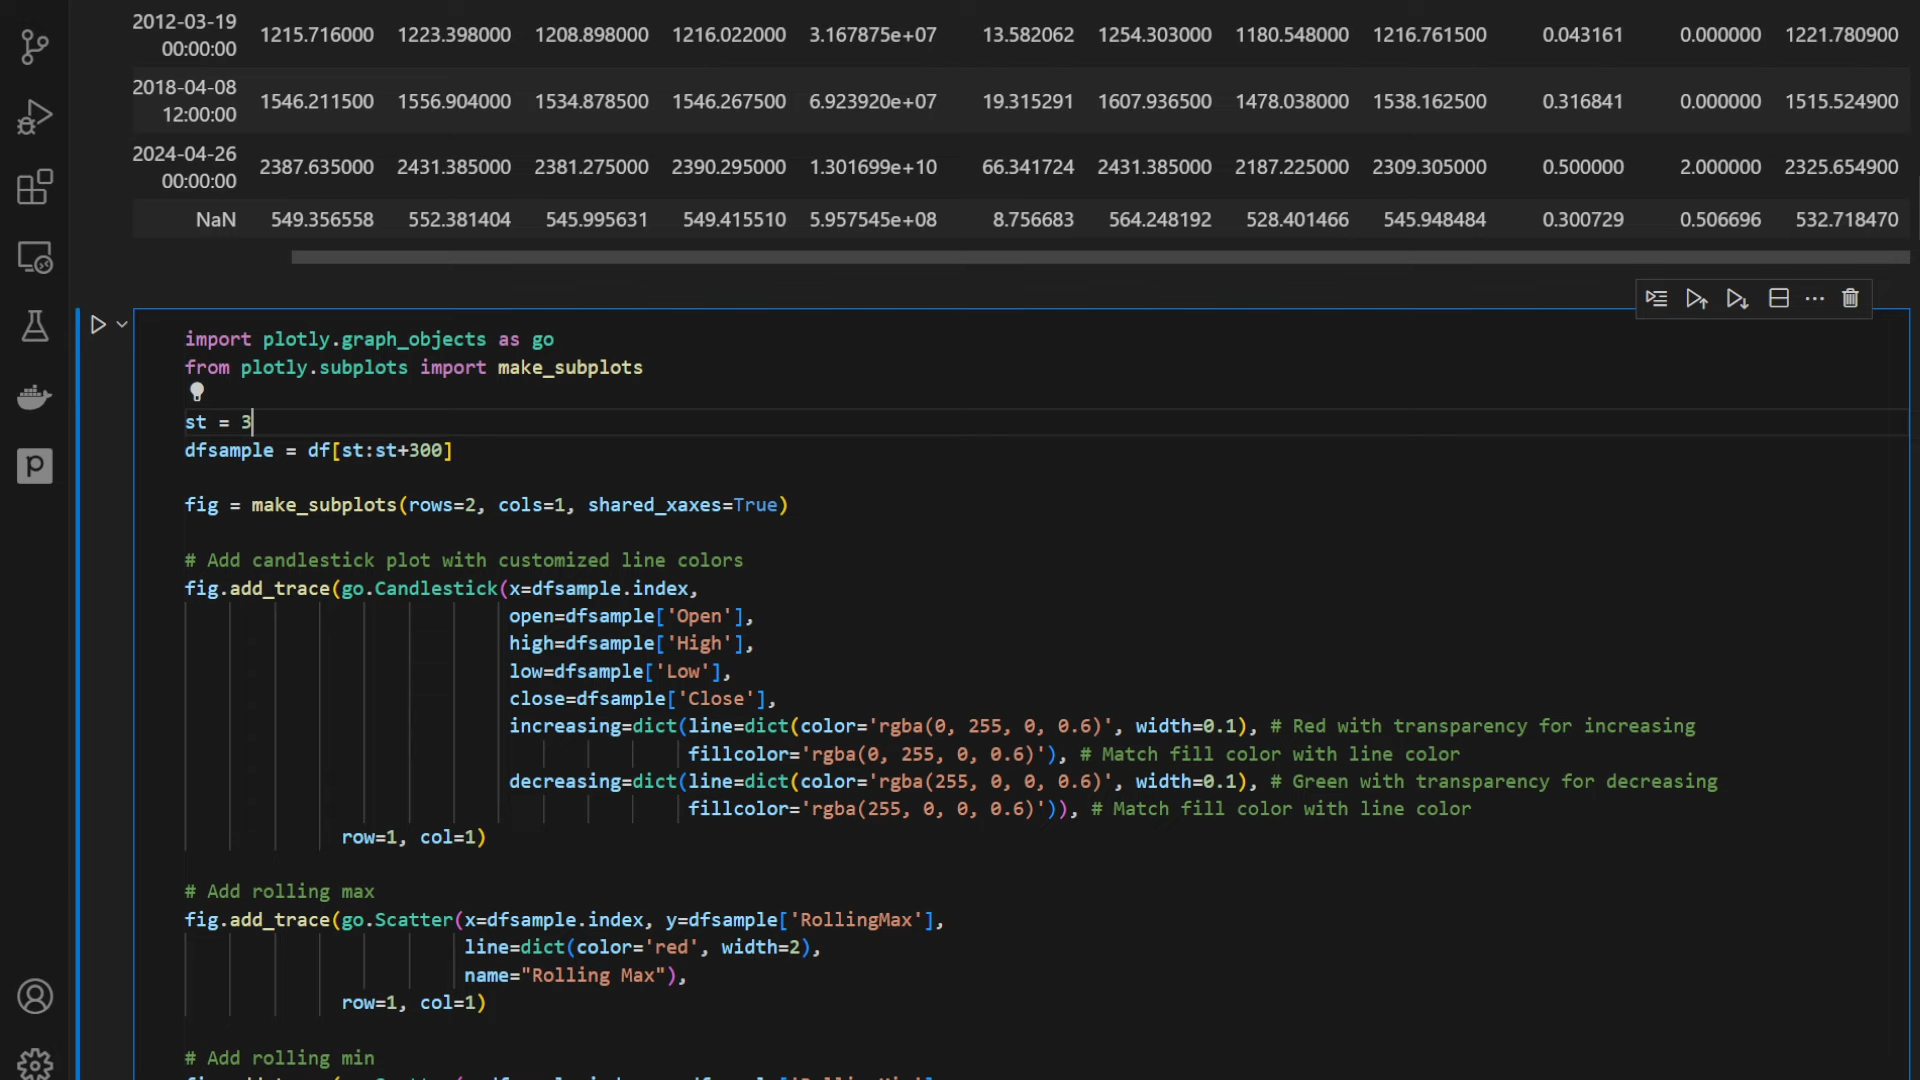 2012-03-19 00:00:00 1215.716000 1223.398000 1208.898000 1216.022000 3.167875e+07 13.582062 1254.303000 1180.548000 1216.761500 0.043161 0.000000 1221.780900
2018-04-08 12:00:00 1546.211500 1556.904000 1534.878500 1546.267500 6.923920e+07 19.315291 1607.936500 1478.038000 1538.162500 0.316841 0.000000 1515.524900
2024-04-26 00:00:00 2387.635000 2431.385000 2381.275000 2390.295000 1.301699e+10 66.341724 2431.385000 2187.225000 2309.305000 0.500000 2.000000 2325.654900
NaN 549.356558 552.381404 545.995631 549.415510 5.957545e+08 8.756683 564.248192 528.401466 545.948484 0.300729 0.506696 532.718470
import plotly.graph_objects as go
from plotly.subplots import make_subplots
st = 3
dfsample = df[st:st+300]
fig = make_subplots(rows=2, cols=1, shared_xaxes=True)
# Add candlestick plot with customized line colors
fig.add_trace(go.Candlestick(x=dfsample.index,
open=dfsample['Open'],
high=dfsample['High'],
low=dfsample['Low'],
close=dfsample['Close'],
increasing=dict(line=dict(color='rgba(0, 255, 0, 0.6)', width=0.1), # Red with transparency for increasing
fillcolor='rgba(0, 255, 0, 0.6)'), # Match fill color with line color
decreasing=dict(line=dict(color='rgba(255, 0, 0, 0.6)', width=0.1), # Green with transparency for decreasing
fillcolor='rgba(255, 0, 0, 0.6)')), # Match fill color with line color
row=1, col=1)
# Add rolling max
fig.add_trace(go.Scatter(x=dfsample.index, y=dfsample['RollingMax'],
line=dict(color='red', width=2),
name="Rolling Max"),
row=1, col=1)
# Add rolling min